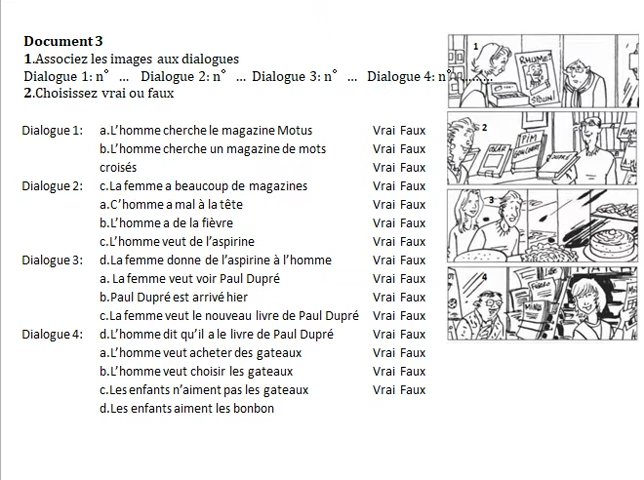 Document 3
1.Associez les images aux dialogues
Dialogue 1: n° ... Dialogue 2: n° ... Dialogue 3: n° ... Dialogue 4: n° .........
2.Choisissez vrai ou faux
Dialogue 1: a.L'homme cherche le magazine Motus Vrai Faux
b.L'homme cherche un magazine de mots Vrai Faux
croisés Vrai Faux
Dialogue 2: c.La femme a beaucoup de magazines Vrai Faux
a.C'homme a mal à la tête Vrai Faux
b.L'homme a de la fièvre Vrai Faux
c.L'homme veut de l'aspirine Vrai Faux
Dialogue 3: d.La femme donne de l'aspirine à l'homme Vrai Faux
a. La femme veut voir Paul Dupré Vrai Faux
b.Paul Dupré est arrivé hier Vrai Faux
c.La femme veut le nouveau livre de Paul Dupré Vrai Faux
Dialogue 4: d.L'homme dit qu'il a le livre de Paul Dupré Vrai Faux
a.L'homme veut acheter des gateaux Vrai Faux
b.L'homme veut choisir les gateaux Vrai Faux
c.Les enfants n'aiment pas les gateaux Vrai Faux
d.Les enfants aiment les bonbon
1
RHUME?
2
PIM
3
4